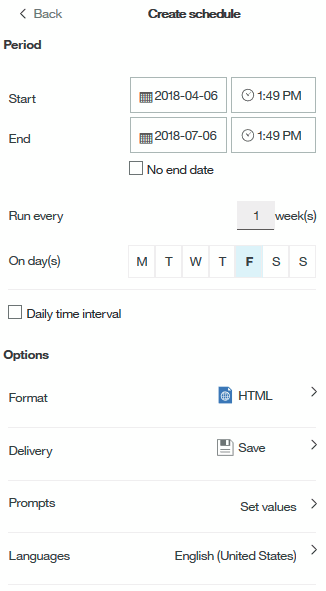 Back Create schedule
Period
Start 2018-04-06 1:49 PM
End 2018-07-06 1:49 PM
No end date
Run every 1 week(s)
On day(s) M T W T F S S
Daily time interval
Options
Format HTML
Delivery Save
Prompts Set values
Languages English (United States)